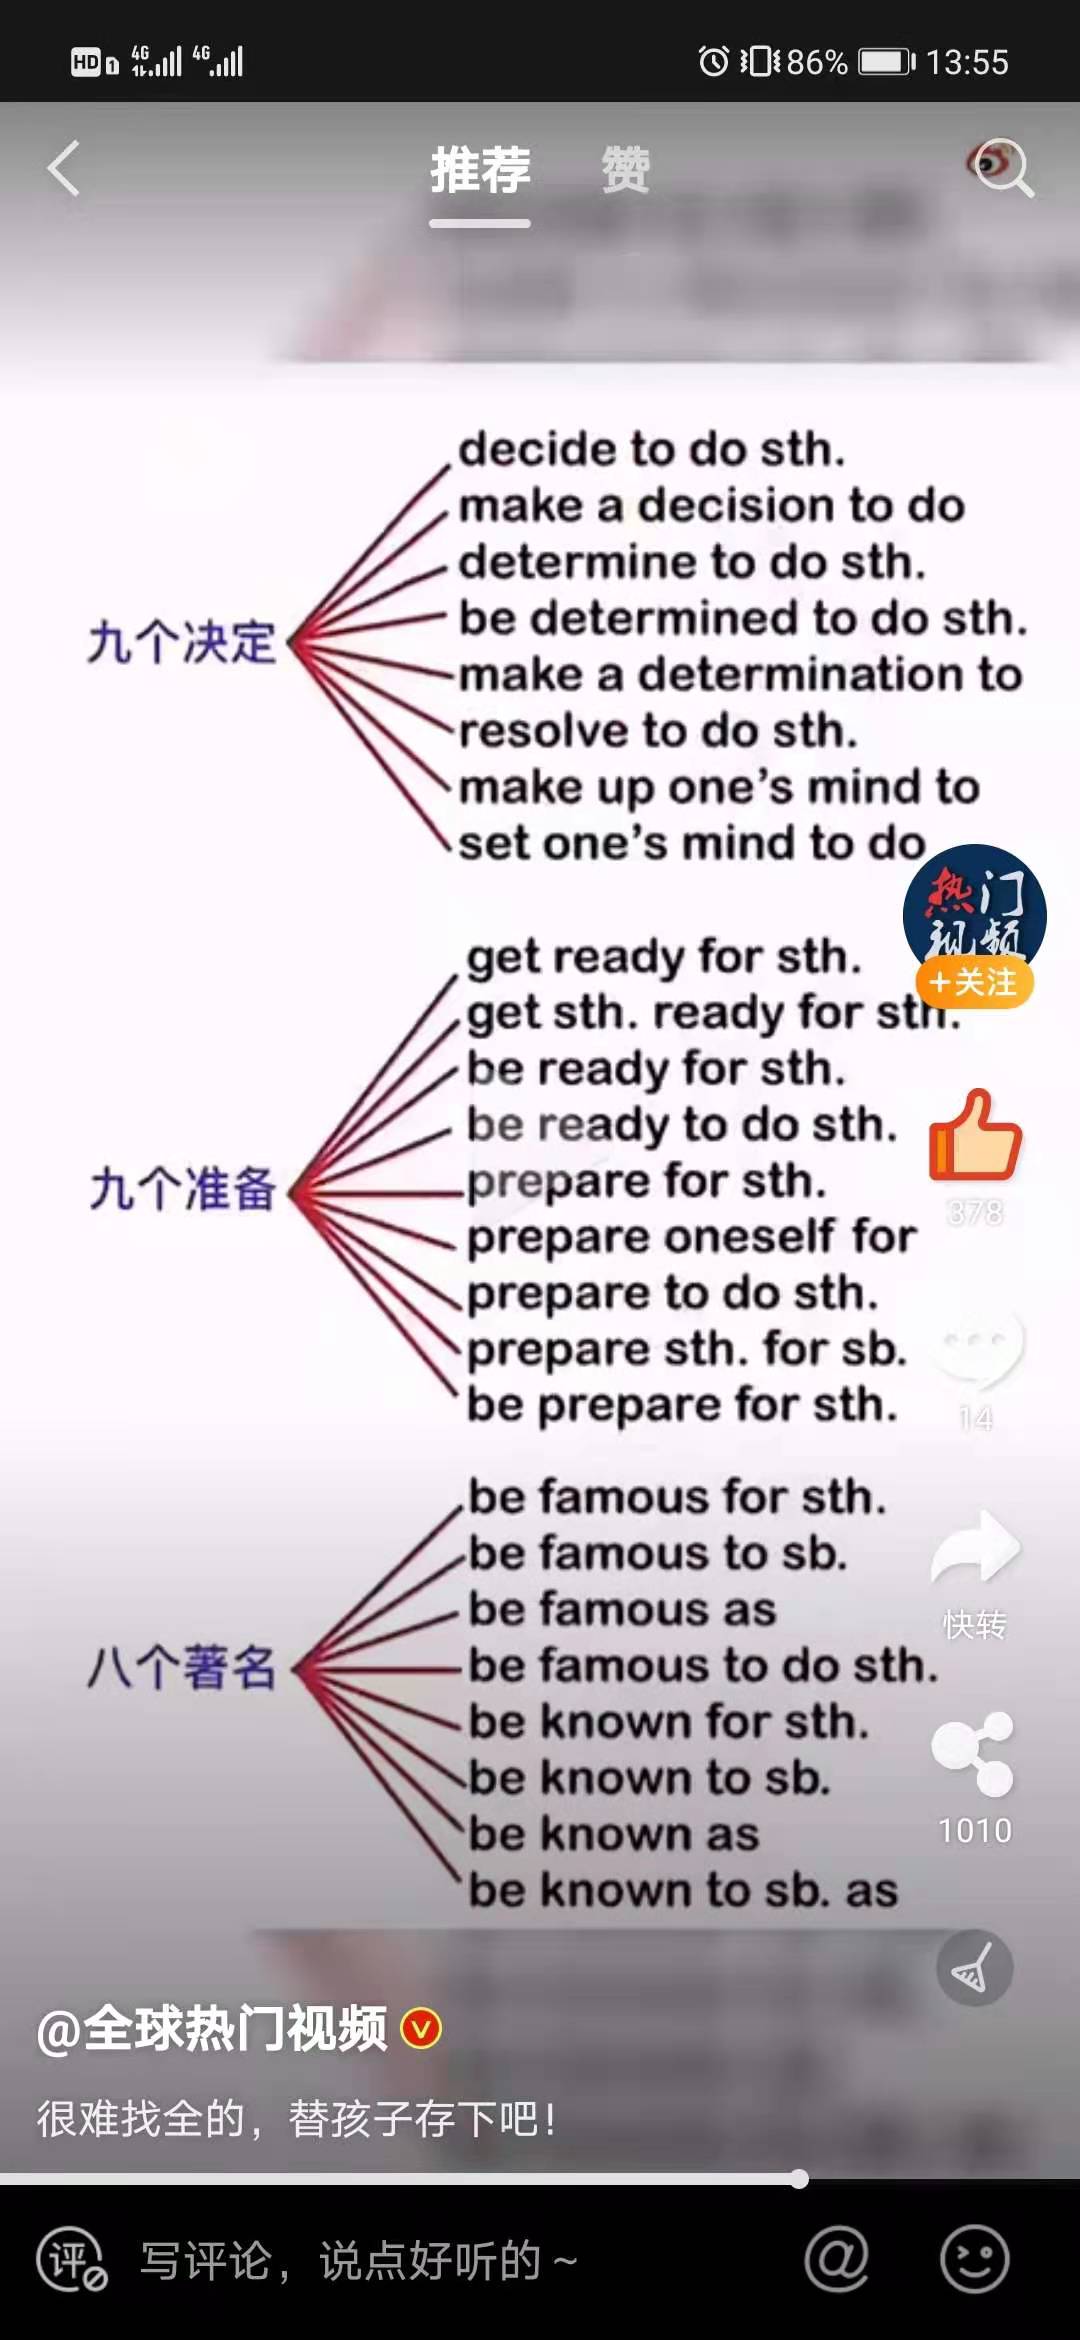 HD 1 4G 4G 86% 13:55
推荐 赞
decide to do sth.
make a decision to do
determine to do sth.
be determined to do sth.
九个决定
make a determination to
resolve to do sth.
make up one's mind to
set one's mind to do
热门
视频
+关注
get ready for sth.
get sth. ready for sth.
be ready for sth.
be ready to do sth.
九个准备
prepare for sth.
prepare oneself for
prepare to do sth.
prepare sth. for sb.
be prepare for sth.
378
14
be famous for sth.
be famous to sb.
be famous as
八个著名
be famous to do sth.
be known for sth.
be known to sb.
be known as
be known to sb. as
快转
1010
@全球热门视频
很难找全的，替孩子存下吧！
评 写评论，说点好听的~ @